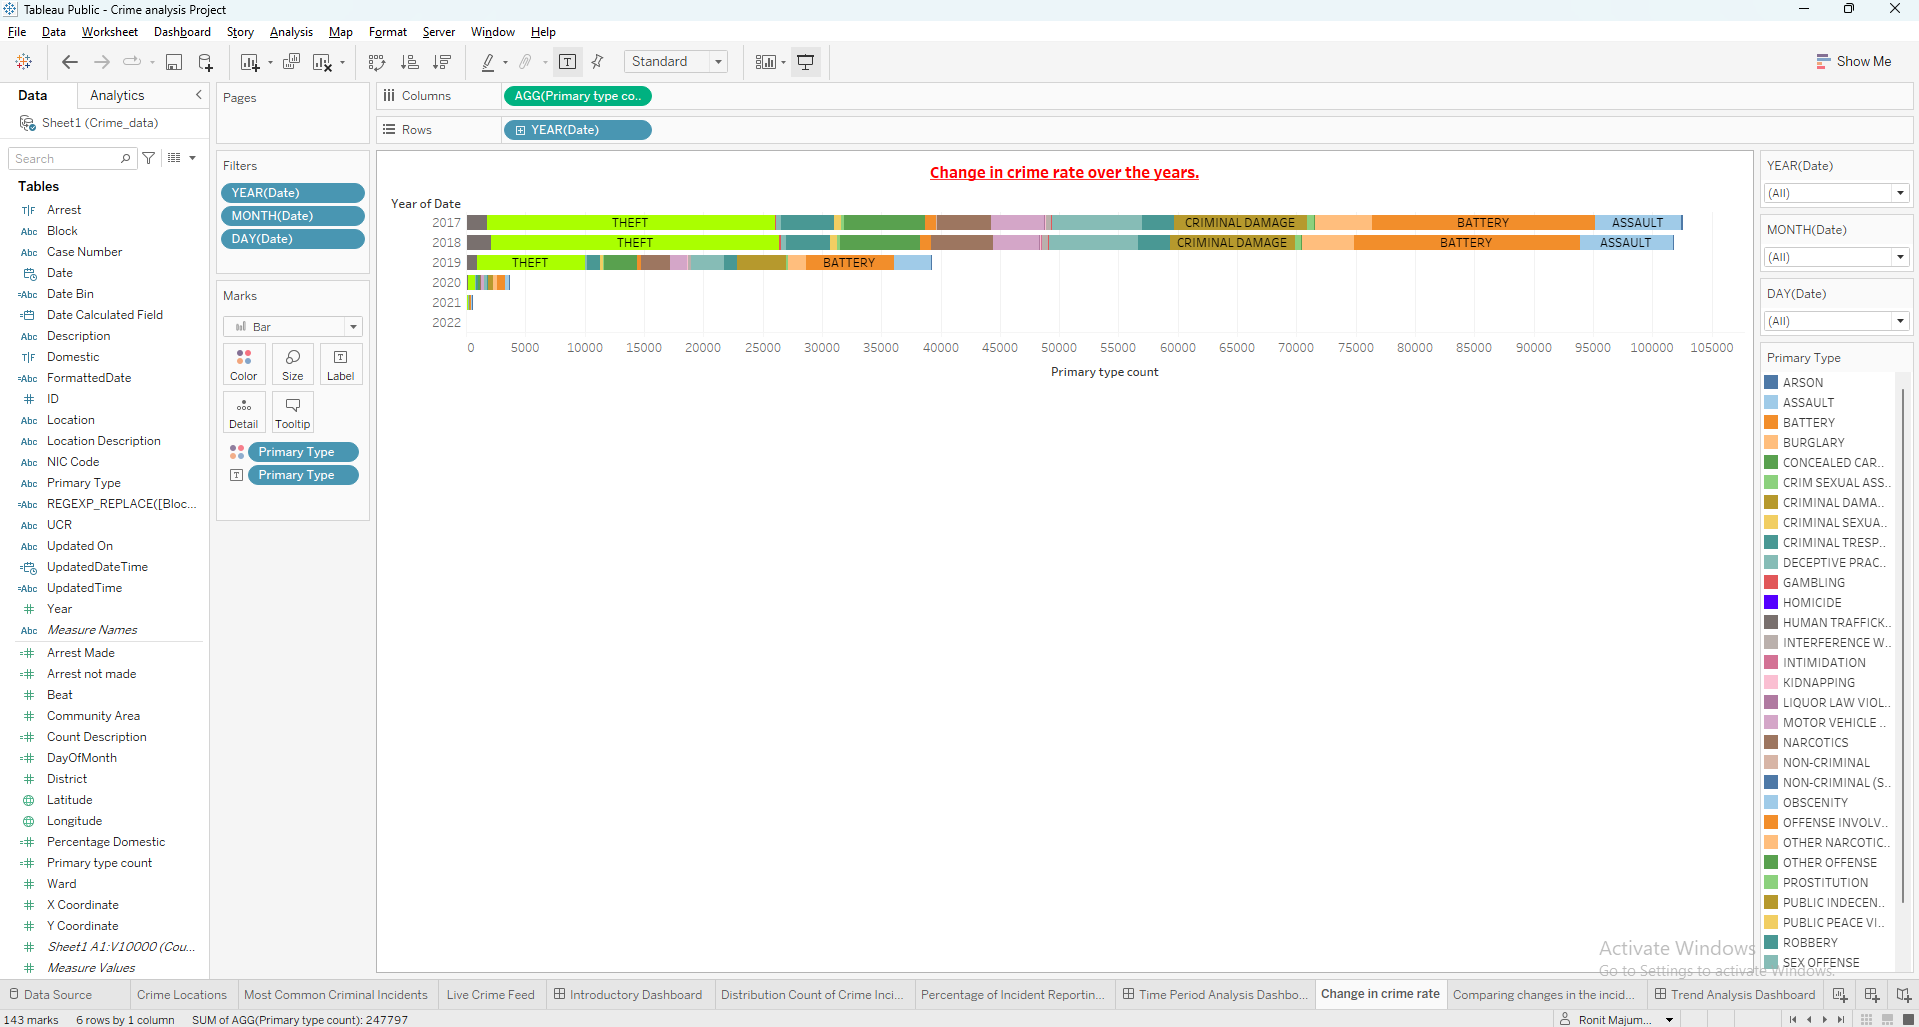 Tableau Public - Crime analysis Project
File Data Worksheet Dashboard Story Analysis Map Format Server Window Help
Standard
Show Me
Data Analytics
Sheet1 (Crime_data)
Search
Tables
T|F Arrest
Abc Block
Abc Case Number
Date
=Abc Date Bin
Date Calculated Field
Abc Description
T|F Domestic
=Abc FormattedDate
# ID
Abc Location
Abc Location Description
Abc NIC Code
Abc Primary Type
=Abc REGEXP_REPLACE([Bloc...
Abc UCR
Abc Updated On
UpdatedDateTime
=Abc UpdatedTime
# Year
Abc Measure Names
=# Arrest Made
=# Arrest not made
# Beat
# Community Area
=# Count Description
=# DayOfMonth
# District
Latitude
Longitude
=# Percentage Domestic
=# Primary type count
# Ward
# X Coordinate
# Y Coordinate
# Sheet1 A1:V10000 (Cou...
# Measure Values
Pages
Filters
YEAR(Date)
MONTH(Date)
DAY(Date)
Marks
Bar
Color Size Label
Detail Tooltip
Primary Type
Primary Type
Columns AGG(Primary type co..
Rows YEAR(Date)
Change in crime rate over the years.
Year of Date
2017 THEFT CRIMINAL DAMAGE BATTERY ASSAULT
2018 THEFT CRIMINAL DAMAGE BATTERY ASSAULT
2019 THEFT BATTERY
2020
2021
2022
0 5000 10000 15000 20000 25000 30000 35000 40000 45000 50000 55000 60000 65000 70000 75000 80000 85000 90000 95000 100000 105000
Primary type count
YEAR(Date)
(All)
MONTH(Date)
(All)
DAY(Date)
(All)
Primary Type
ARSON
ASSAULT
BATTERY
BURGLARY
CONCEALED CAR..
CRIM SEXUAL ASS..
CRIMINAL DAMA..
CRIMINAL SEXUA..
CRIMINAL TRESP..
DECEPTIVE PRAC..
GAMBLING
HOMICIDE
HUMAN TRAFFICK..
INTERFERENCE W..
INTIMIDATION
KIDNAPPING
LIQUOR LAW VIOL..
MOTOR VEHICLE ..
NARCOTICS
NON-CRIMINAL
NON-CRIMINAL (S..
OBSCENITY
OFFENSE INVOLV..
OTHER NARCOTIC..
OTHER OFFENSE
PROSTITUTION
PUBLIC INDECEN..
PUBLIC PEACE VI..
ROBBERY
SEX OFFENSE
Activate Windows
Go to Settings to activate Windows.
Data Source Crime Locations Most Common Criminal Incidents Live Crime Feed Introductory Dashboard Distribution Count of Crime Inci... Percentage of Incident Reportin... Time Period Analysis Dashbo... Change in crime rate Comparing changes in the incid... Trend Analysis Dashboard
143 marks 6 rows by 1 column SUM of AGG(Primary type count): 247797 Ronit Majum...